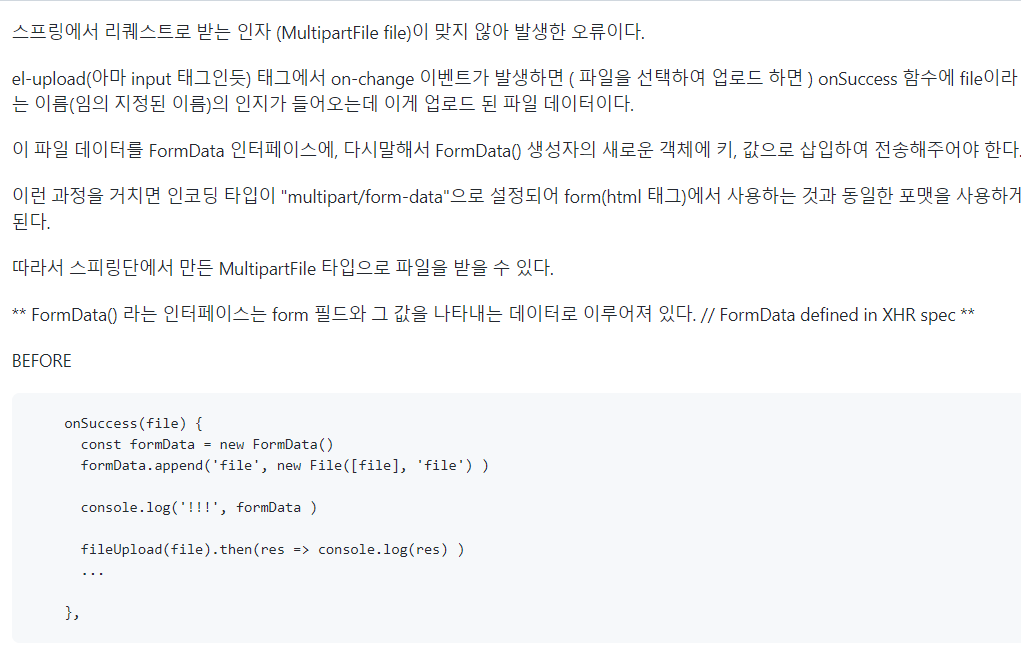 스프링에서 리퀘스트로 받는 인자 (MultipartFile file)이 맞지 않아 발생한 오류이다.
el-upload(아마 input 태그인듯) 태그에서 on-change 이벤트가 발생하면 ( 파일을 선택하여 업로드 하면 ) onSuccess 함수에 file이라
는 이름(임의 지정된 이름)의 인지가 들어오는데 이게 업로드 된 파일 데이터이다.
이 파일 데이터를 FormData 인터페이스에, 다시말해서 FormData() 생성자의 새로운 객체에 키, 값으로 삽입하여 전송해주어야 한다.
이런 과정을 거치면 인코딩 타입이 "multipart/form-data"으로 설정되어 form(html 태그)에서 사용하는 것과 동일한 포맷을 사용하게
된다.
따라서 스피링단에서 만든 MultipartFile 타입으로 파일을 받을 수 있다.
** FormData() 라는 인터페이스는 form 필드와 그 값을 나타내는 데이터로 이루어져 있다. // FormData defined in XHR spec **
BEFORE
onSuccess(file) {
const formData = new FormData()
formData.append('file', new File([file], 'file') )
console.log('!!!', formData )
fileUpload(file).then(res => console.log(res) )
...
},